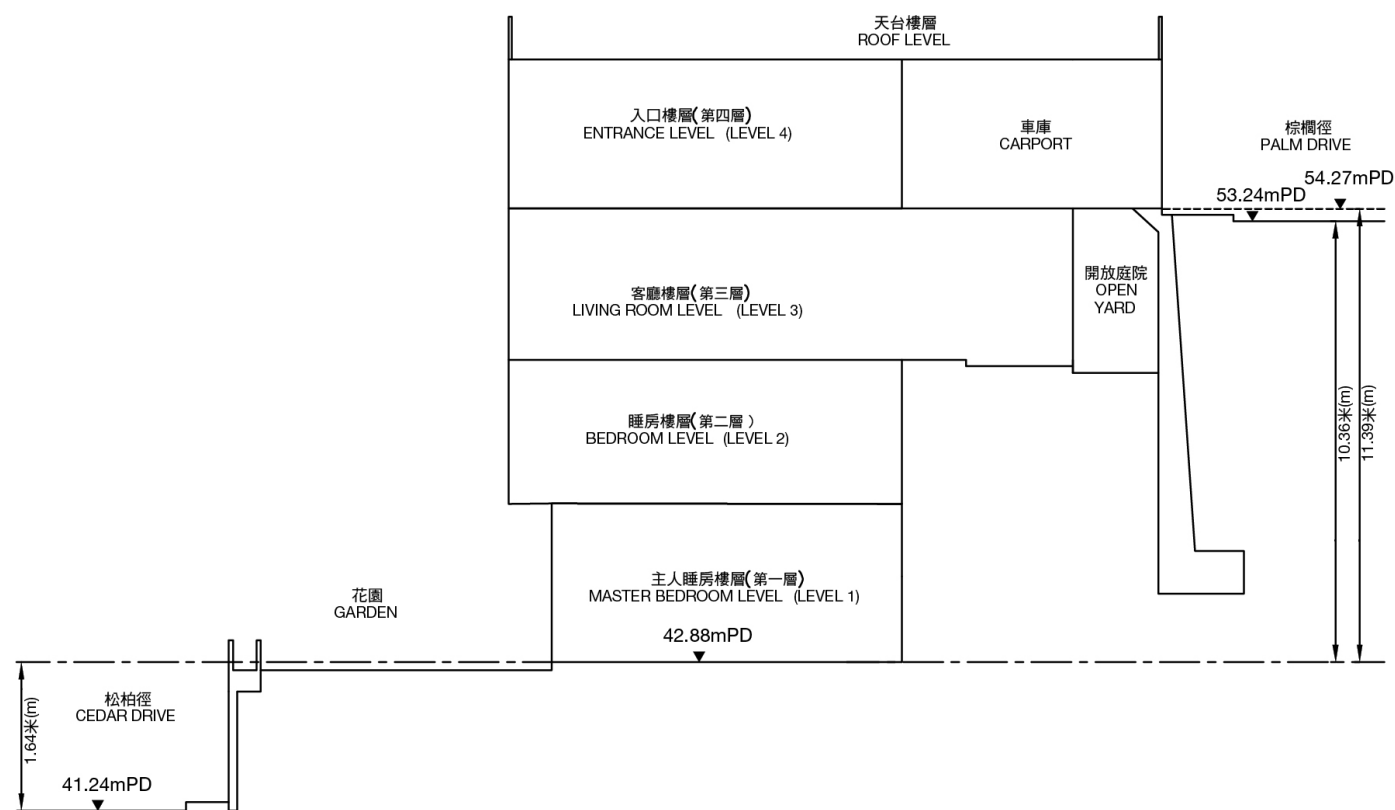 天台樓層
ROOF LEVEL
入口樓層(第四層)
ENTRANCE LEVEL (LEVEL 4)
車庫
CARPORT
棕櫚徑
PALM DRIVE
54.27mPD
53.24mPD
客廳樓層(第三層)
LIVING ROOM LEVEL (LEVEL 3)
開放庭院
OPEN
YARD
睡房樓層(第二層)
BEDROOM LEVEL (LEVEL 2)
10.36米(m)
11.39米(m)
主人睡房樓層(第一層)
MASTER BEDROOM LEVEL (LEVEL 1)
花園
GARDEN
42.88mPD
松柏徑
CEDAR DRIVE
1.64米(m)
41.24mPD